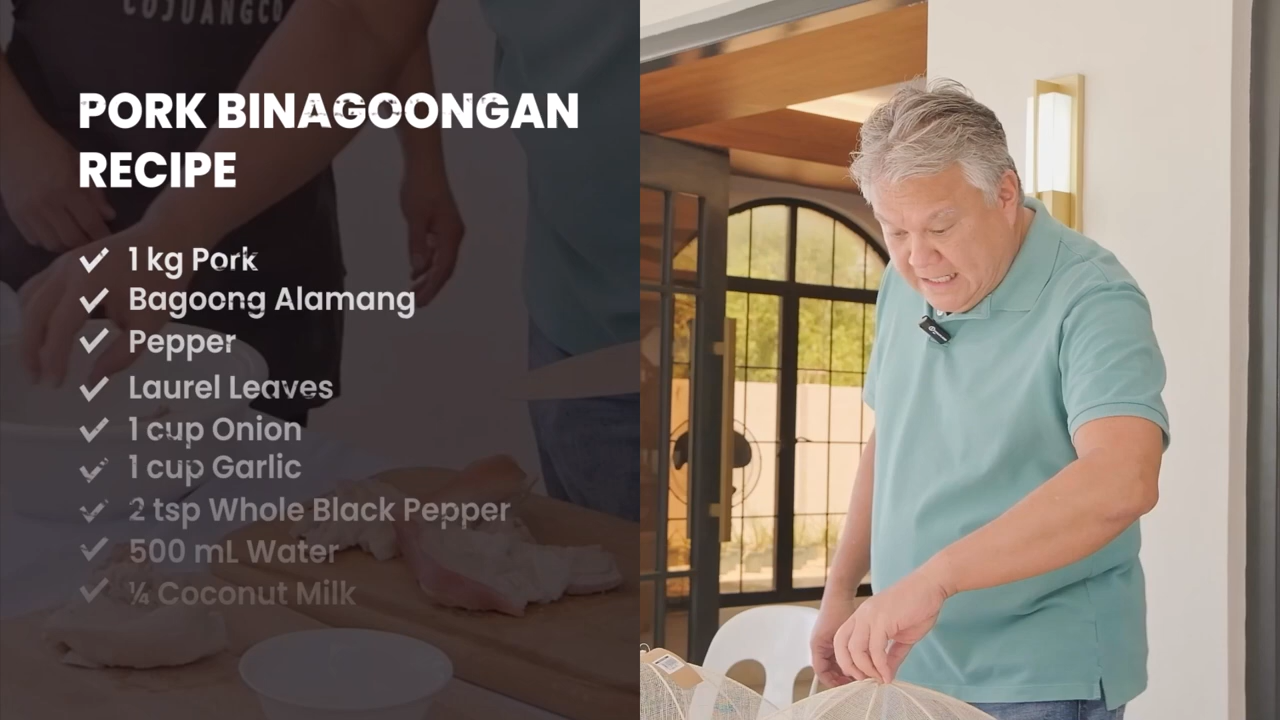 COJUANGCO
PORK BINAGOONGAN
RECIPE
✓ 1 kg Pork
✓ Bagoong Alamang
✓ Pepper
✓ Laurel Leaves
✓ 1 cup Onion
✓ 1 cup Garlic
✓ 2 tsp Whole Black Pepper
✓ 500 mL Water
✓ ¼ Coconut Milk